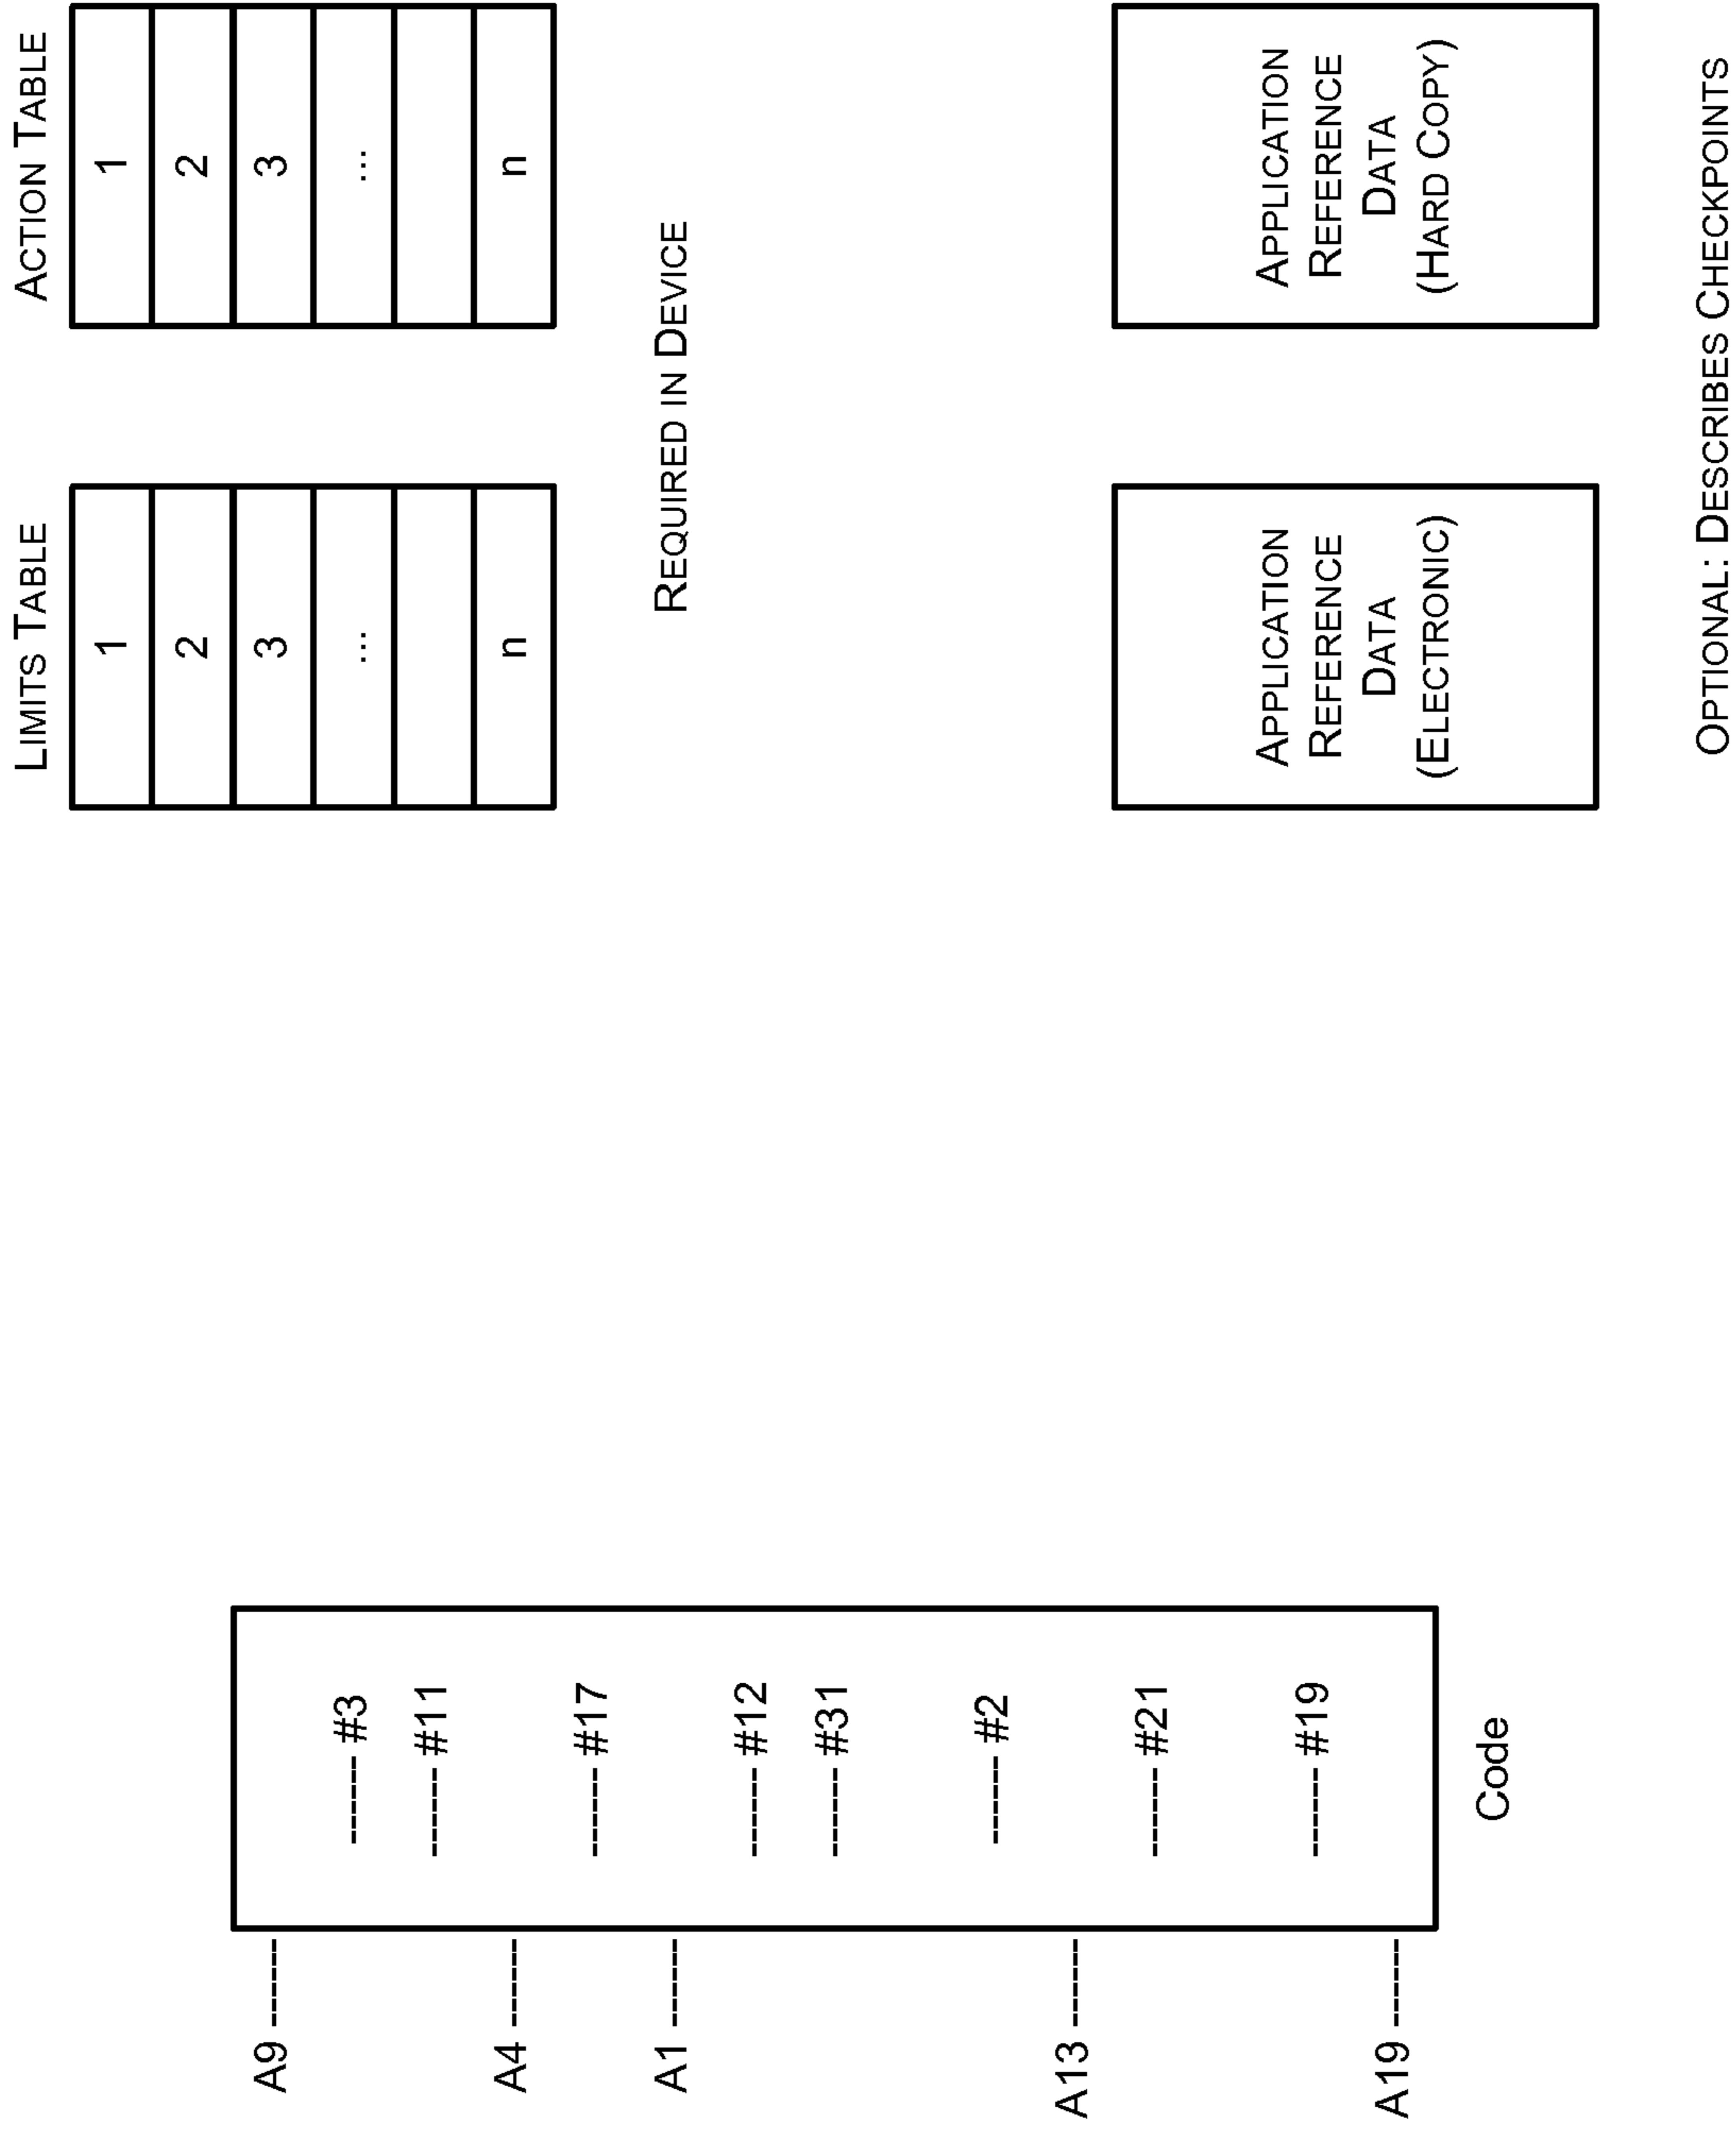 A9
#3
#11
A4
#17
A1
#12
#31
#2
A13
#21
#19
A19
Code
LIMITS TABLE
1
2
3
...
n
ACTION TABLE
1
2
3
...
n
REQUIRED IN DEVICE
APPLICATION
REFERENCE
DATA
(ELECTRONIC)
APPLICATION
REFERENCE
DATA
(HARD COPY)
OPTIONAL: DESCRIBES CHECKPOINTS